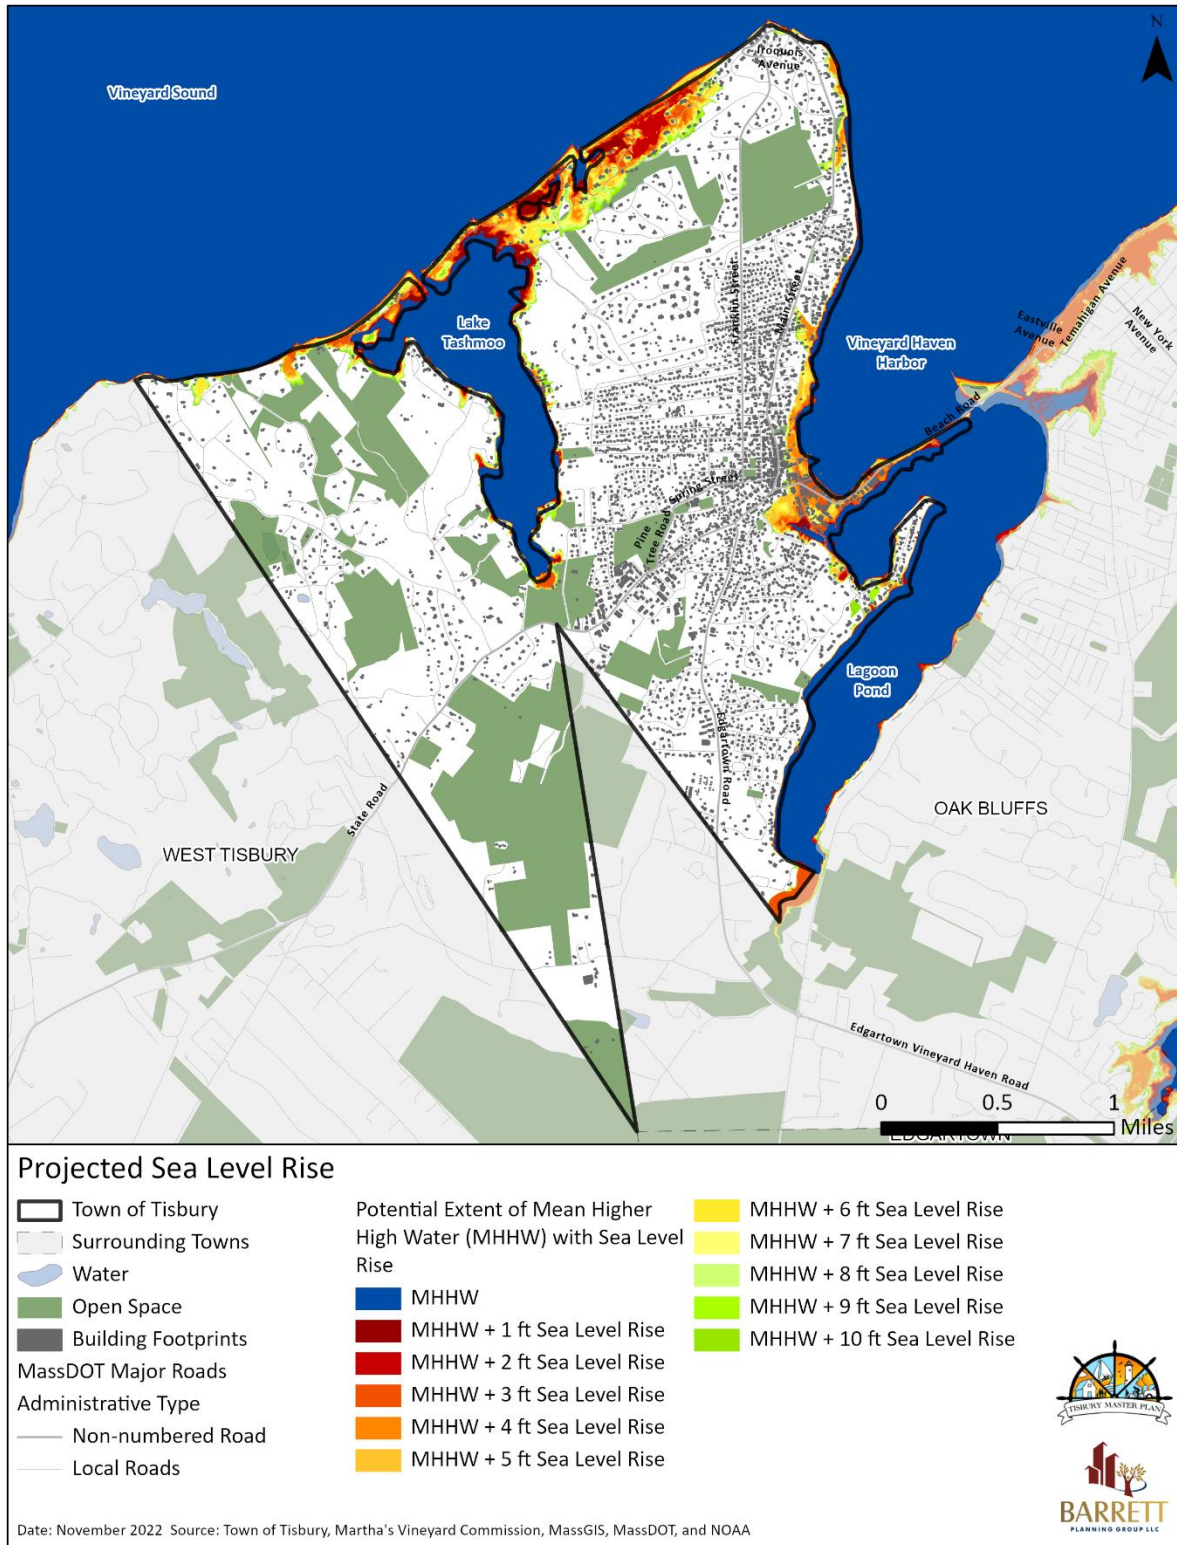 N
Iroquois
Avenue
Vineyard Sound
Franklin Street
Main Street
Lake
Tashmoo
Vineyard Haven
Harbor
Eastville
Avenue
Temahigan Avenue
New York
Avenue
Beach Road
Spring Street
Pine
Tree Road
Lagoon
Pond
Edgartown Road
State Road
OAK BLUFFS
WEST TISBURY
Edgartown Vineyard Haven Road
0 0.5 1
Miles
EDGARTOWN
Projected Sea Level Rise
Town of Tisbury
Surrounding Towns
Water
Open Space
Building Footprints
MassDOT Major Roads
Administrative Type
Non-numbered Road
Local Roads
Potential Extent of Mean Higher
High Water (MHHW) with Sea Level
Rise
MHHW
MHHW + 1 ft Sea Level Rise
MHHW + 2 ft Sea Level Rise
MHHW + 3 ft Sea Level Rise
MHHW + 4 ft Sea Level Rise
MHHW + 5 ft Sea Level Rise
MHHW + 6 ft Sea Level Rise
MHHW + 7 ft Sea Level Rise
MHHW + 8 ft Sea Level Rise
MHHW + 9 ft Sea Level Rise
MHHW + 10 ft Sea Level Rise
TISBURY MASTER PLAN
BARRETT
PLANNING GROUP LLC
Date: November 2022 Source: Town of Tisbury, Martha's Vineyard Commission, MassGIS, MassDOT, and NOAA